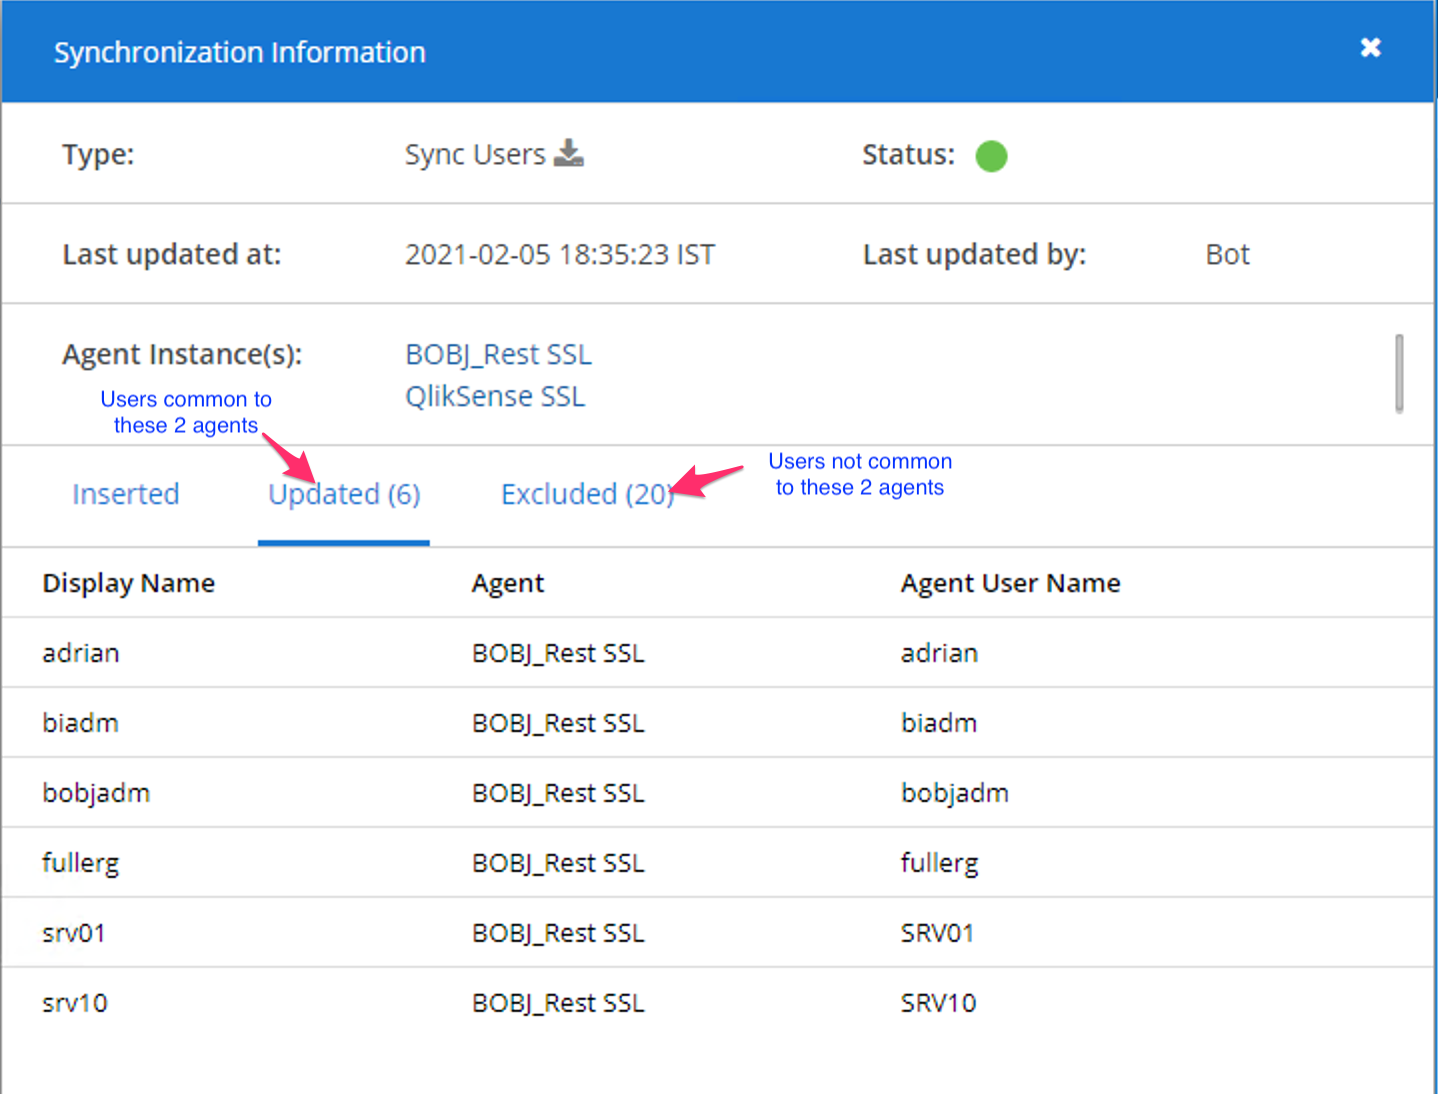 Synchronization Information ✖
Type: Sync Users Status:
Last updated at: 2021-02-05 18:35:23 IST Last updated by: Bot
Agent Instance(s): BOBJ_Rest SSL
QlikSense SSL
Users common to
these 2 agents
Users not common
to these 2 agents
Inserted Updated (6) Excluded (20)
Display Name Agent Agent User Name
adrian BOBJ_Rest SSL adrian
biadm BOBJ_Rest SSL biadm
bobjadm BOBJ_Rest SSL bobjadm
fullerg BOBJ_Rest SSL fullerg
srv01 BOBJ_Rest SSL SRV01
srv10 BOBJ_Rest SSL SRV10